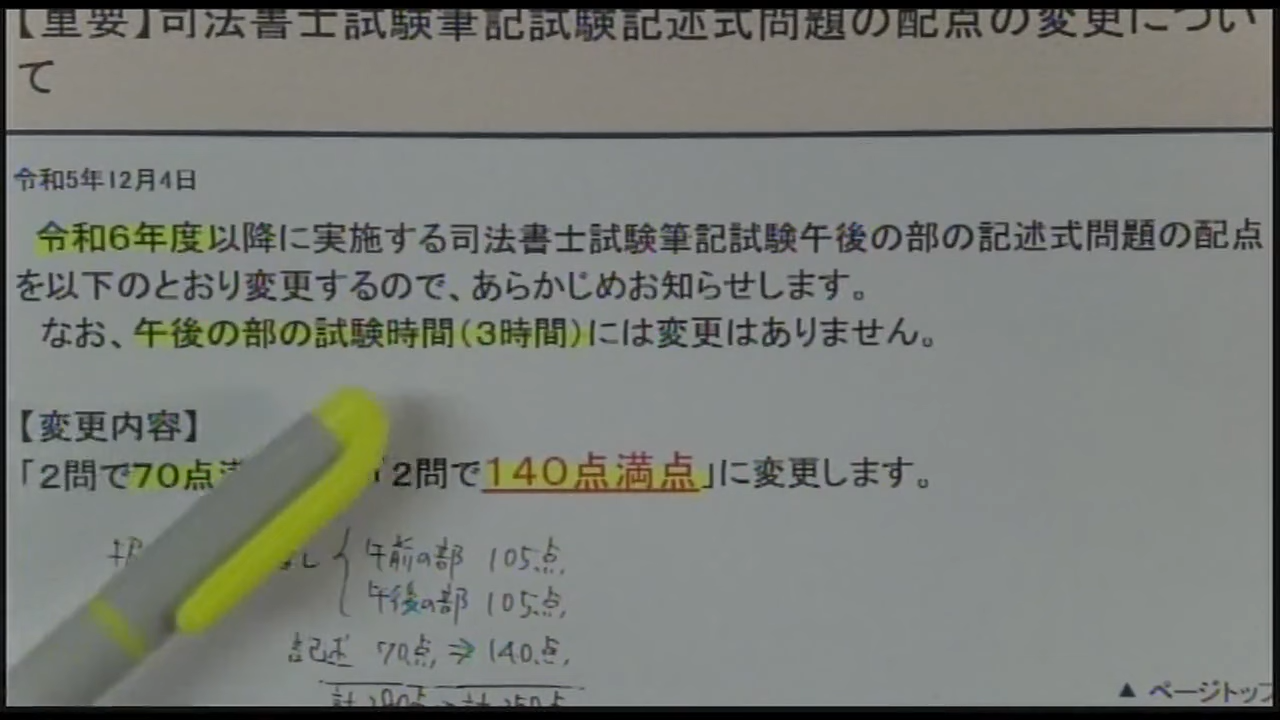 【重要】司法書士試験筆記試験記述式問題の配点の変更につい
て
令和5年12月4日
令和6年度以降に実施する司法書士試験筆記試験午後の部の記述式問題の配点
を以下のとおり変更するので、あらかじめお知らせします。
なお、午後の部の試験時間(3時間)には変更はありません。
【変更内容】
「2問で70点 「2問で140点満点」に変更します。
午前の部 105点
午後の部 105点
記述 70点 ⇒ 140点
▲ ページトップ